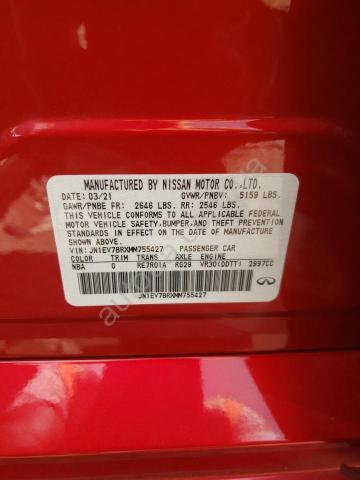 MANUFACTURED BY NISSAN MOTOR CO.,LTD.
DATE: 03/21 GVWR/PNBV: 5159 LBS.
GAWR/PNBE FR: 2646 LBS. RR: 2546 LBS.
THIS VEHICLE CONFORMS TO ALL APPLICABLE FEDERAL
MOTOR VEHICLE SAFETY,BUMPER,AND THEFT PREVENTION
STANDARDS IN EFFECT ON THE DATE OF MANUFACTURE
SHOWN ABOVE.
VIN: JN1EV7BRXMM755427 PASSENGER CAR
COLOR TRIM TRANS AXLE ENGINE
NBA G RE7R01A RG29 VR30(DDTT) 2997CC
JN1EV7BRXMM755427